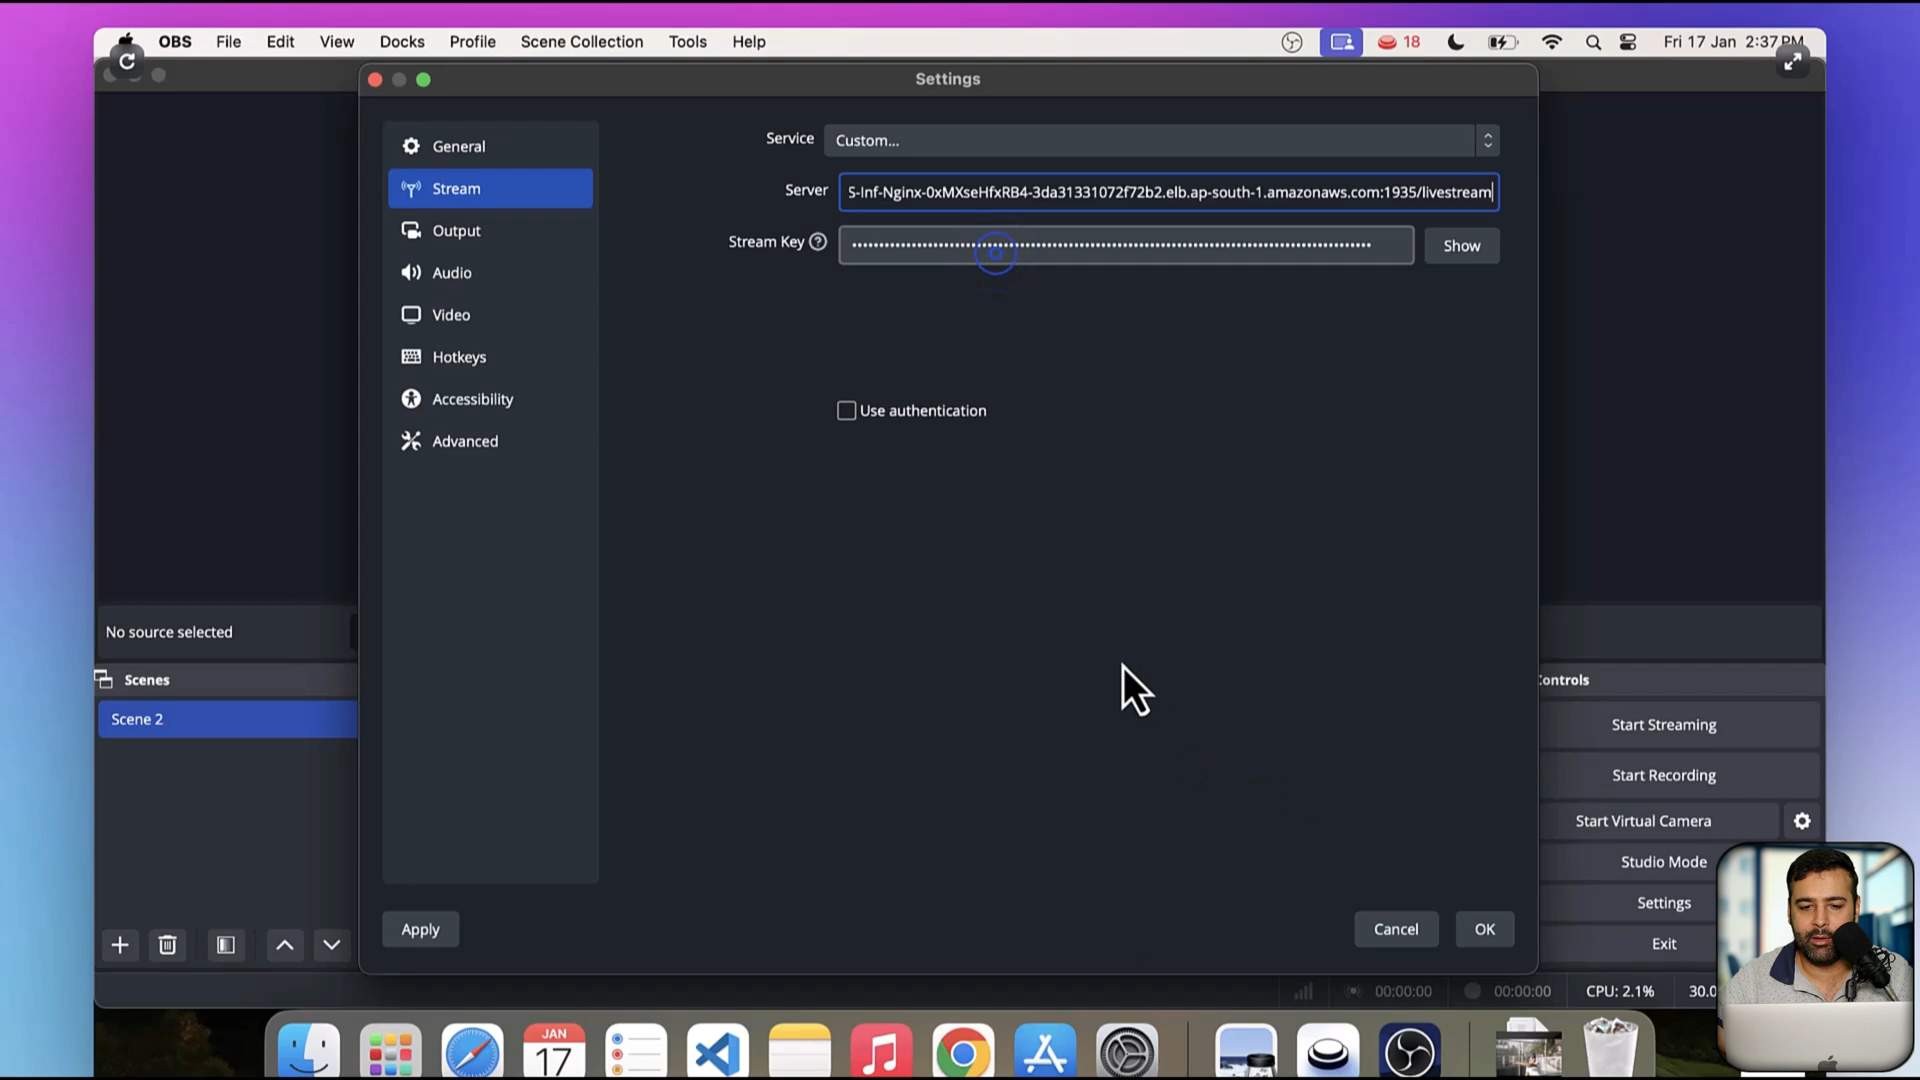 OBS File Edit View Docks Profile Scene Collection Tools Help 18 Fri 17 Jan 2:37 PM
Settings
General
Stream
Output
Audio
Video
Hotkeys
Accessibility
Advanced
Service Custom...
Server S-Inf-Nginx-0xMXseHfxRB4-3da31331072f72b2.elb.ap-south-1.amazonaws.com:1935/livestream
Stream Key ? •••••••••••••••••••••••••••••••••••••••••••••••••••••••••••••••••••••••••••••••• Show
Use authentication
No source selected
Scenes
Scene 2
Controls
Start Streaming
Start Recording
Start Virtual Camera
Studio Mode
Settings
Exit
Apply Cancel OK
00:00:00 00:00:00 CPU: 2.1% 30.0
JAN
17